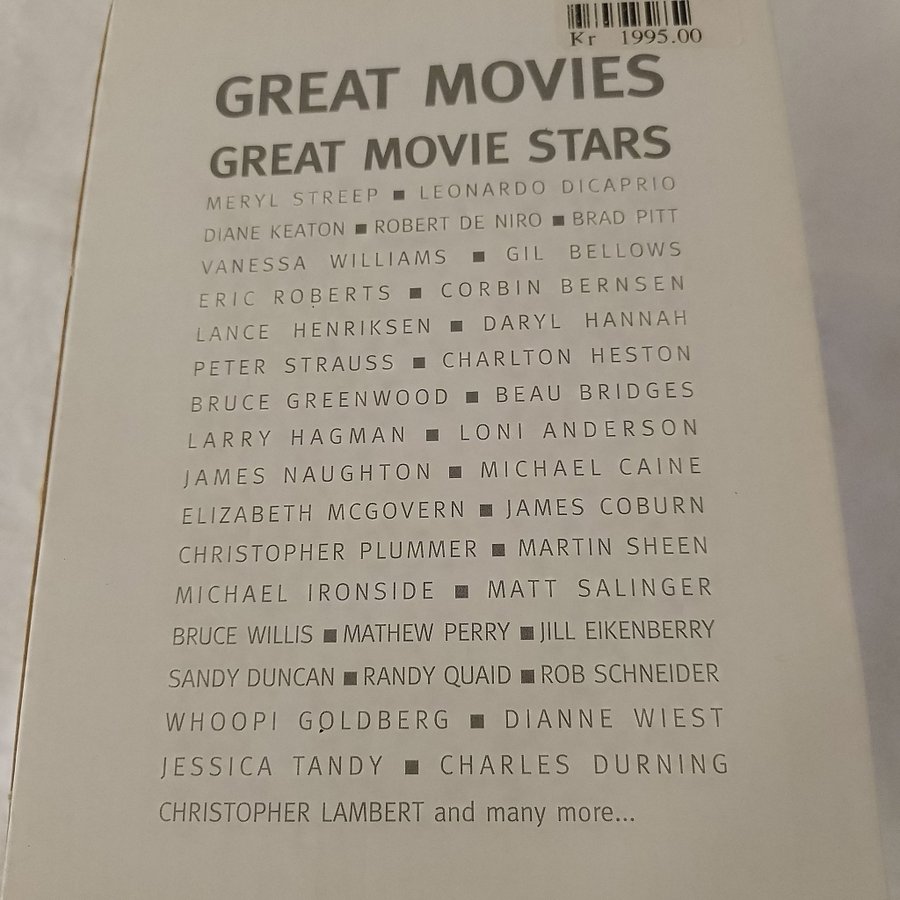 Kr 1995.00
GREAT MOVIES
GREAT MOVIE STARS
MERYL STREEP ■ LEONARDO DICAPRIO
DIANE KEATON ■ ROBERT DE NIRO ■ BRAD PITT
VANESSA WILLIAMS ■ GIL BELLOWS
ERIC ROBERTS ■ CORBIN BERNSEN
LANCE HENRIKSEN ■ DARYL HANNAH
PETER STRAUSS ■ CHARLTON HESTON
BRUCE GREENWOOD ■ BEAU BRIDGES
LARRY HAGMAN ■ LONI ANDERSON
JAMES NAUGHTON ■ MICHAEL CAINE
ELIZABETH MCGOVERN ■ JAMES COBURN
CHRISTOPHER PLUMMER ■ MARTIN SHEEN
MICHAEL IRONSIDE ■ MATT SALINGER
BRUCE WILLIS ■ MATHEW PERRY ■ JILL EIKENBERRY
SANDY DUNCAN ■ RANDY QUAID ■ ROB SCHNEIDER
WHOOPI GOLDBERG ■ DIANNE WIEST
JESSICA TANDY ■ CHARLES DURNING
CHRISTOPHER LAMBERT and many more...